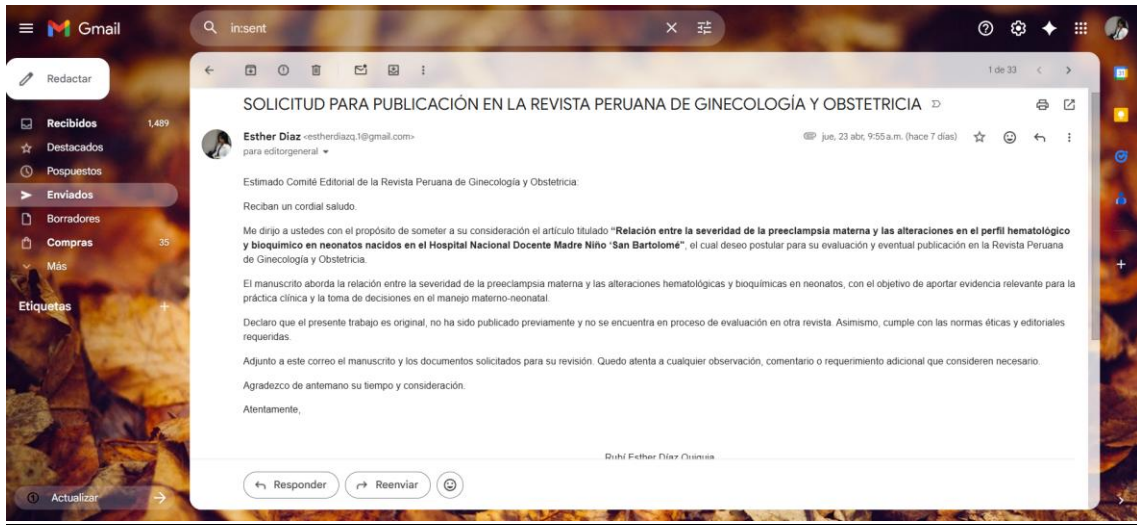 Gmail
in:sent
Redactar
1 de 33
Recibidos 1,489
Destacados
Pospuestos
Enviados
Borradores
Compras 35
Más
Etiquetas
Actualizar
SOLICITUD PARA PUBLICACIÓN EN LA REVISTA PERUANA DE GINECOLOGÍA Y OBSTETRICIA
Esther Diaz <estherdiazq.1@gmail.com>
jue, 23 abr, 9:55 a.m. (hace 7 días)
para editorgeneral
Estimado Comité Editorial de la Revista Peruana de Ginecología y Obstetricia:
Reciban un cordial saludo.
Me dirijo a ustedes con el propósito de someter a su consideración el artículo titulado “Relación entre la severidad de la preeclampsia materna y las alteraciones en el perfil hematológico
y bioquímico en neonatos nacidos en el Hospital Nacional Docente Madre Niño ‘San Bartolomé”, el cual deseo postular para su evaluación y eventual publicación en la Revista Peruana
de Ginecología y Obstetricia.
El manuscrito aborda la relación entre la severidad de la preeclampsia materna y las alteraciones hematológicas y bioquímicas en neonatos, con el objetivo de aportar evidencia relevante para la
práctica clínica y la toma de decisiones en el manejo materno-neonatal.
Declaro que el presente trabajo es original, no ha sido publicado previamente y no se encuentra en proceso de evaluación en otra revista. Asimismo, cumple con las normas éticas y editoriales
requeridas.
Adjunto a este correo el manuscrito y los documentos solicitados para su revisión. Quedo atenta a cualquier observación, comentario o requerimiento adicional que consideren necesario.
Agradezco de antemano su tiempo y consideración.
Atentamente,
Rubí Esther Díaz Quiquia
Responder
Reenviar